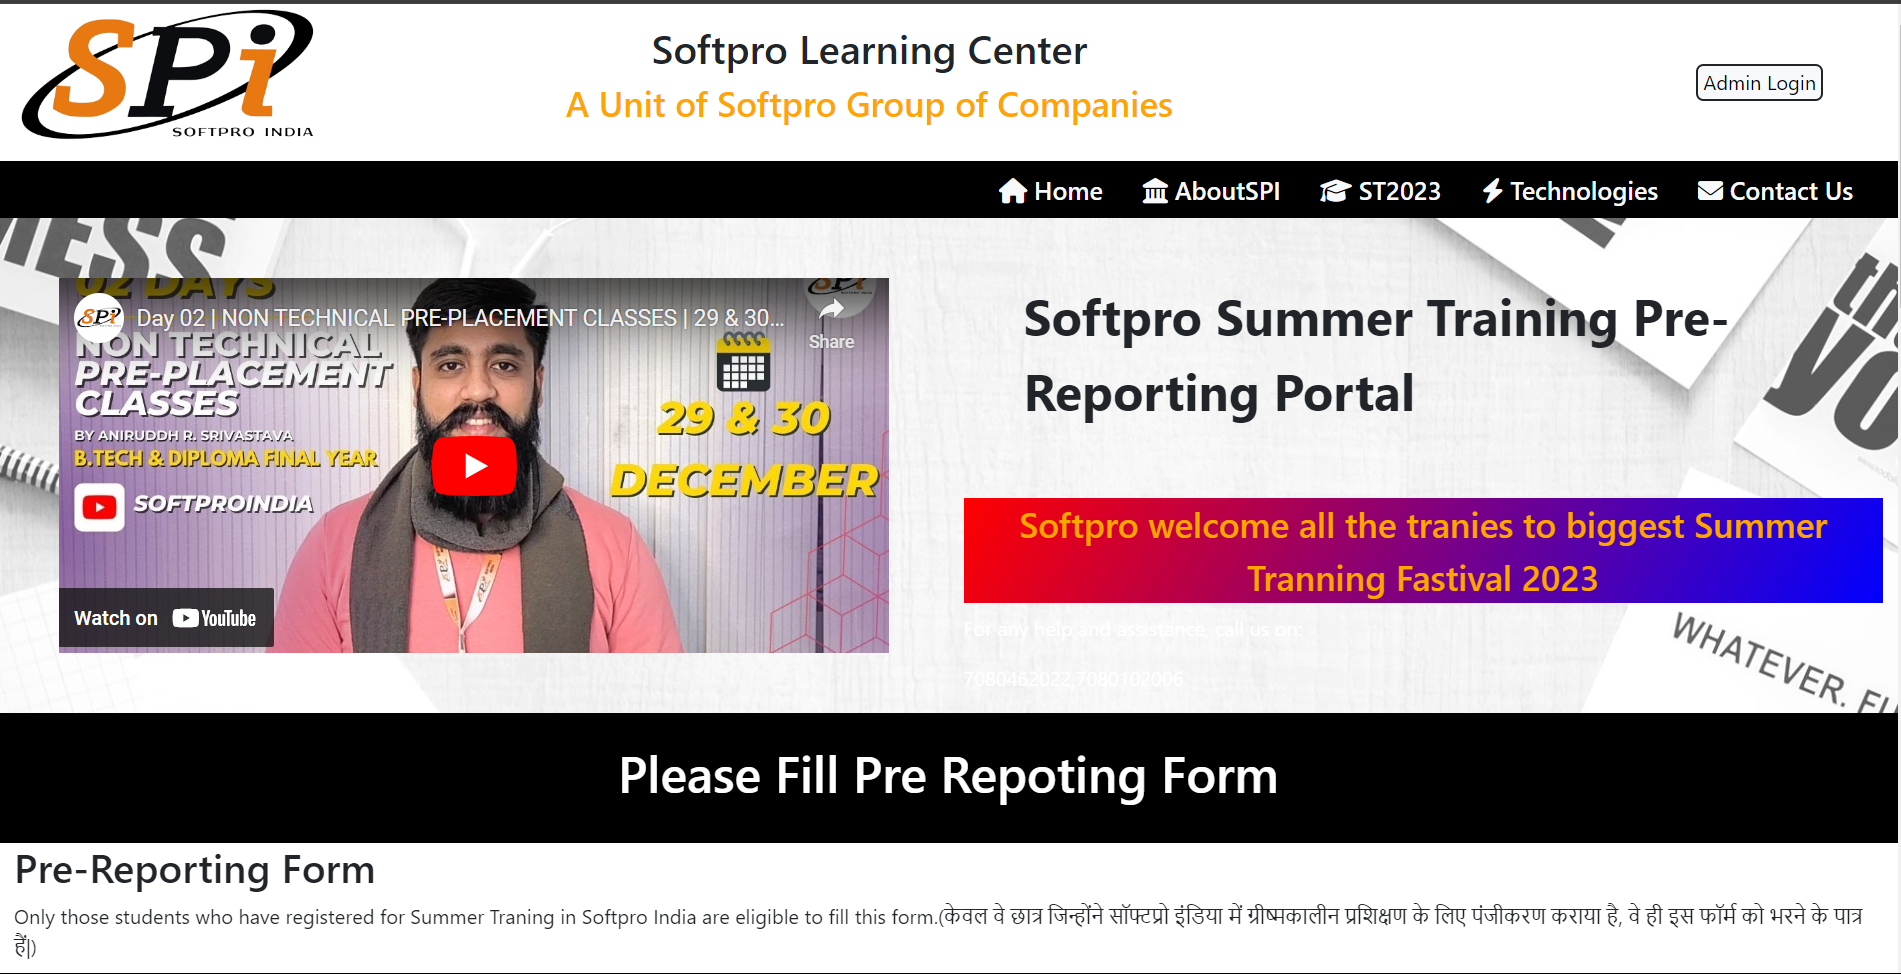 SPi
SOFTPRO INDIA
Softpro Learning Center
A Unit of Softpro Group of Companies
Admin Login
Home AboutSPI ST2023 Technologies Contact Us
02 DAYS
SPi Day 02 | NON TECHNICAL PRE-PLACEMENT CLASSES | 29 & 30...
Share
NON TECHNICAL
PRE-PLACEMENT
CLASSES
BY ANIRUDDH R. SRIVASTAVA
B.TECH & DIPLOMA FINAL YEAR
SOFTPROINDIA
29 & 30
DECEMBER
Watch on YouTube
Softpro Summer Training Pre-
Reporting Portal
Softpro welcome all the tranies to biggest Summer
Tranning Fastival 2023
For any help and assistance, call us on:
7080462022,7080102006
WHATEVER.
Please Fill Pre Repoting Form
Pre-Reporting Form
Only those students who have registered for Summer Traning in Softpro India are eligible to fill this form.(केवल वे छात्र जिन्होंने सॉफ्टप्रो इंडिया में ग्रीष्मकालीन प्रशिक्षण के लिए पंजीकरण कराया है, वे ही इस फॉर्म को भरने के पात्र
हैं|)